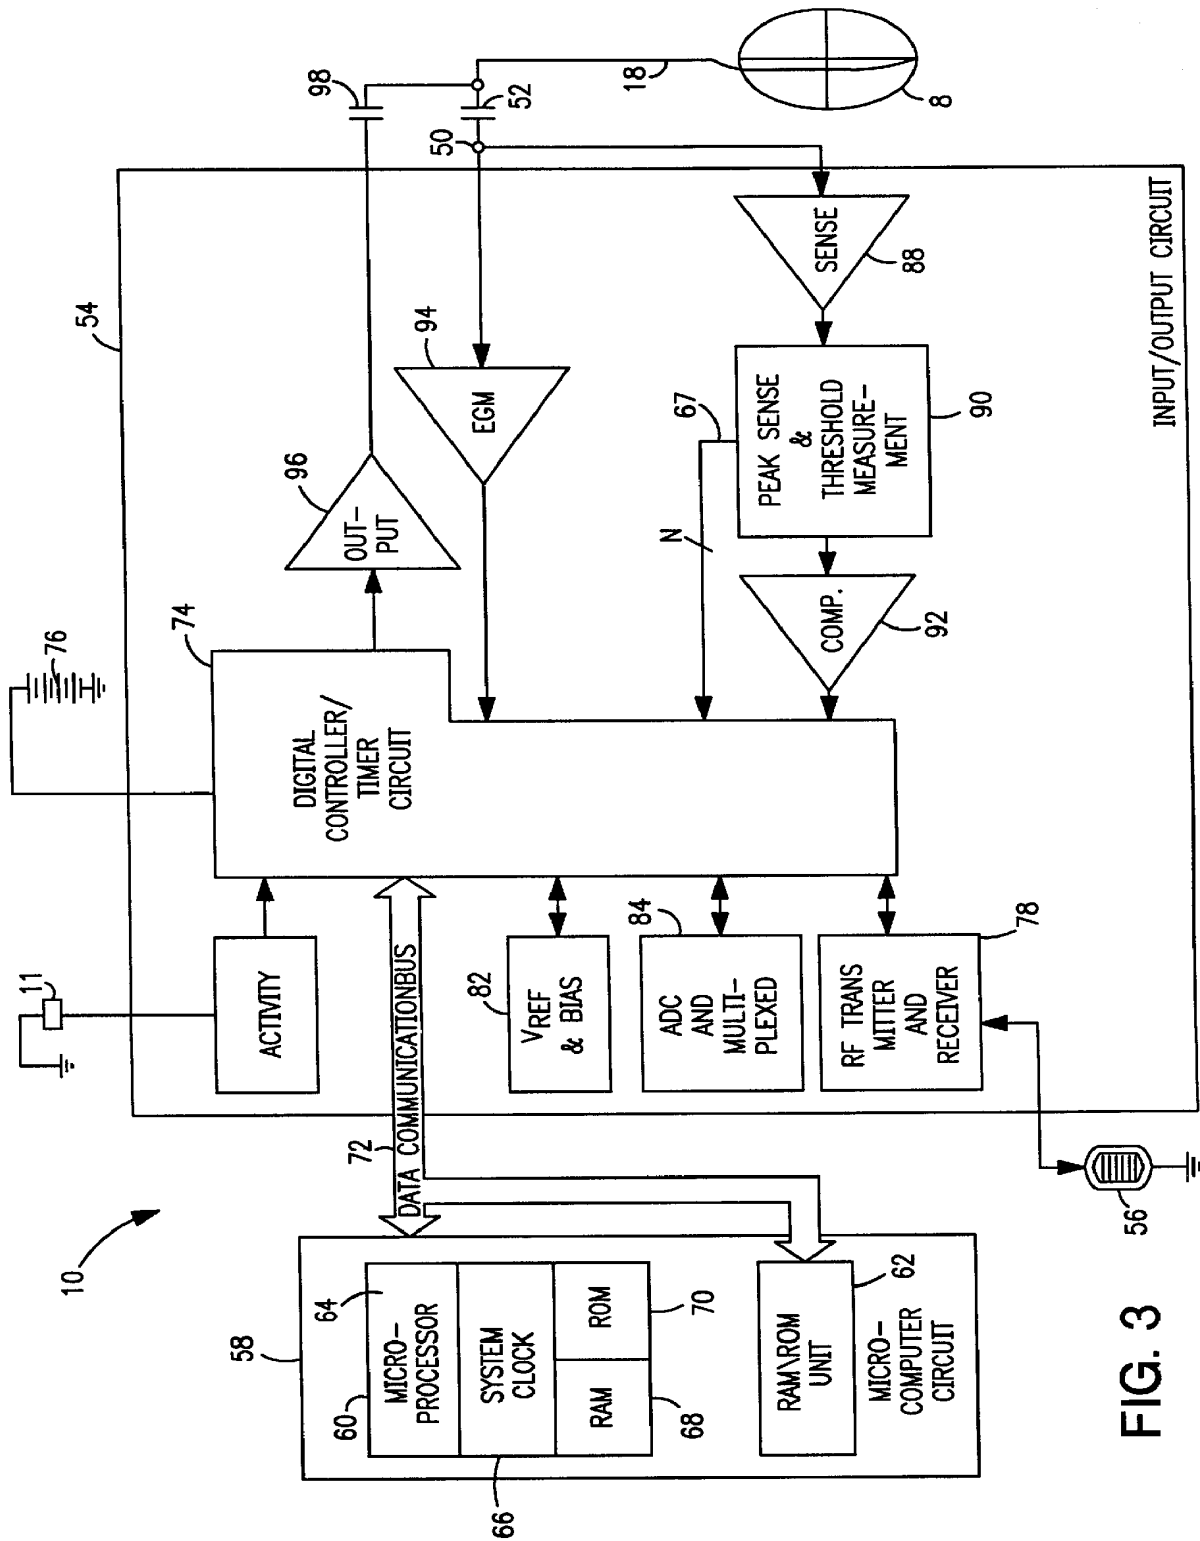 11
76
10
54
74
58
ACTIVITY
96
98
64
60
MICRO-
PROCESSOR
72
DATA COMMUNICATIONBUS
DIGITAL
CONTROLLER/
TIMER
CIRCUIT
OUT-
PUT
94
50
EGM
52
66
SYSTEM
CLOCK
82
VREF
& BIAS
RAM
ROM
68
70
84
ADC
AND
MULTI-
PLEXED
N
67
18
RAM\ROM
UNIT
62
PEAK SENSE
&
THRESHOLD
MEASURE-
MENT
90
COMP.
92
SENSE
88
8
MICRO-
COMPUTER
CIRCUIT
RF TRANS
MITTER
AND
RECEIVER
78
56
INPUT/OUTPUT CIRCUIT
FIG. 3